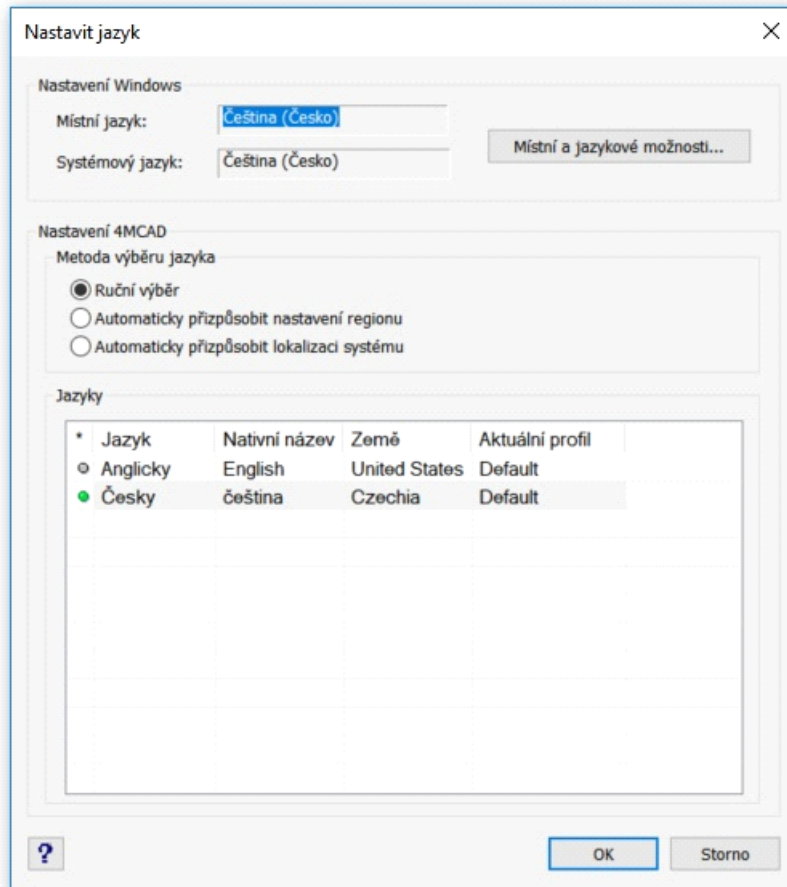 Nastavit jazyk
Nastavení Windows
Místní jazyk: Čeština (Česko)
Místní a jazykové možnosti...
Systémový jazyk: Čeština (Česko)
Nastavení 4MCAD
Metoda výběru jazyka
Ruční výběr
Automaticky přizpůsobit nastavení regionu
Automaticky přizpůsobit lokalizaci systému
Jazyky
* Jazyk Nativní název Země Aktuální profil
Anglicky English United States Default
Česky čeština Czechia Default
? OK Storno